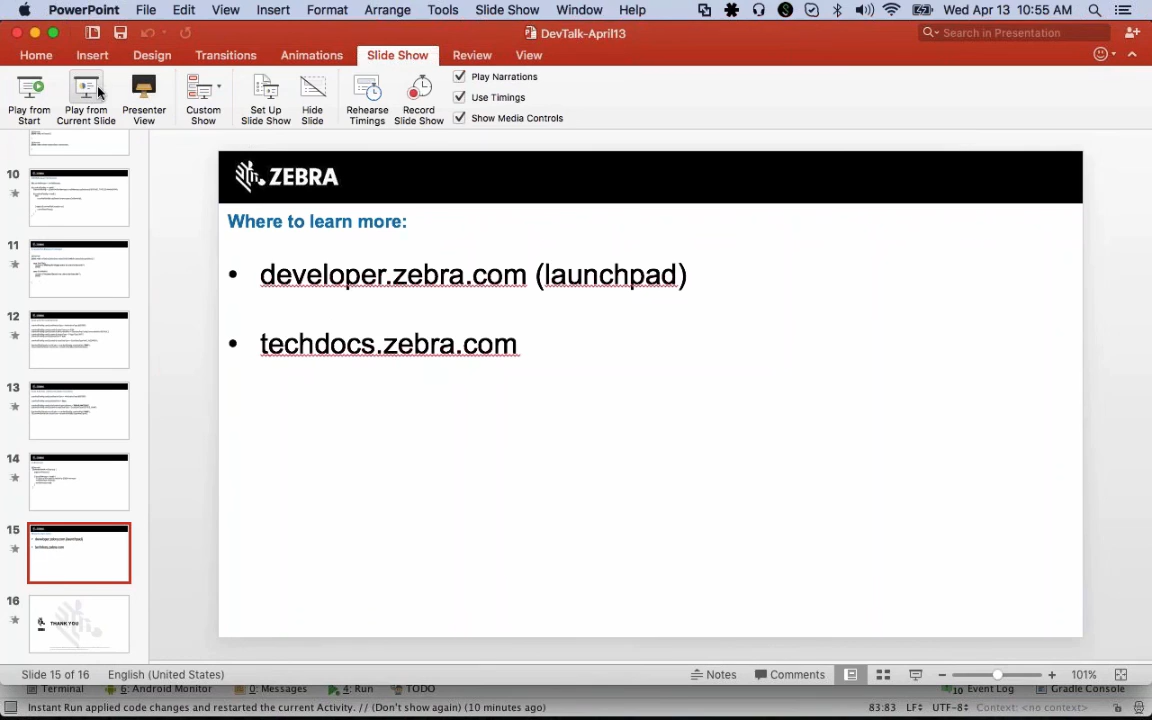 PowerPoint File Edit View Insert Format Arrange Tools Slide Show Window Help Wed Apr 13 10:55 AM
DevTalk-April13
Search in Presentation
Home Insert Design Transitions Animations Slide Show Review View
Play from Start
Play from Current Slide
Presenter View
Custom Show
Set Up Slide Show
Hide Slide
Rehearse Timings
Record Slide Show
Play Narrations
Use Timings
Show Media Controls
10
11
12
13
14
15
16
THANK YOU
ZEBRA
Where to learn more:
• developer.zebra.com (launchpad)
• techdocs.zebra.com
Slide 15 of 16 English (United States) Notes Comments 101%
Terminal 6: Android Monitor 0: Messages 4: Run TODO 10 Event Log Gradle Console
Instant Run applied code changes and restarted the current Activity. // (Don't show again) (10 minutes ago) 83:83 LF÷ UTF-8÷ Context: <no context>